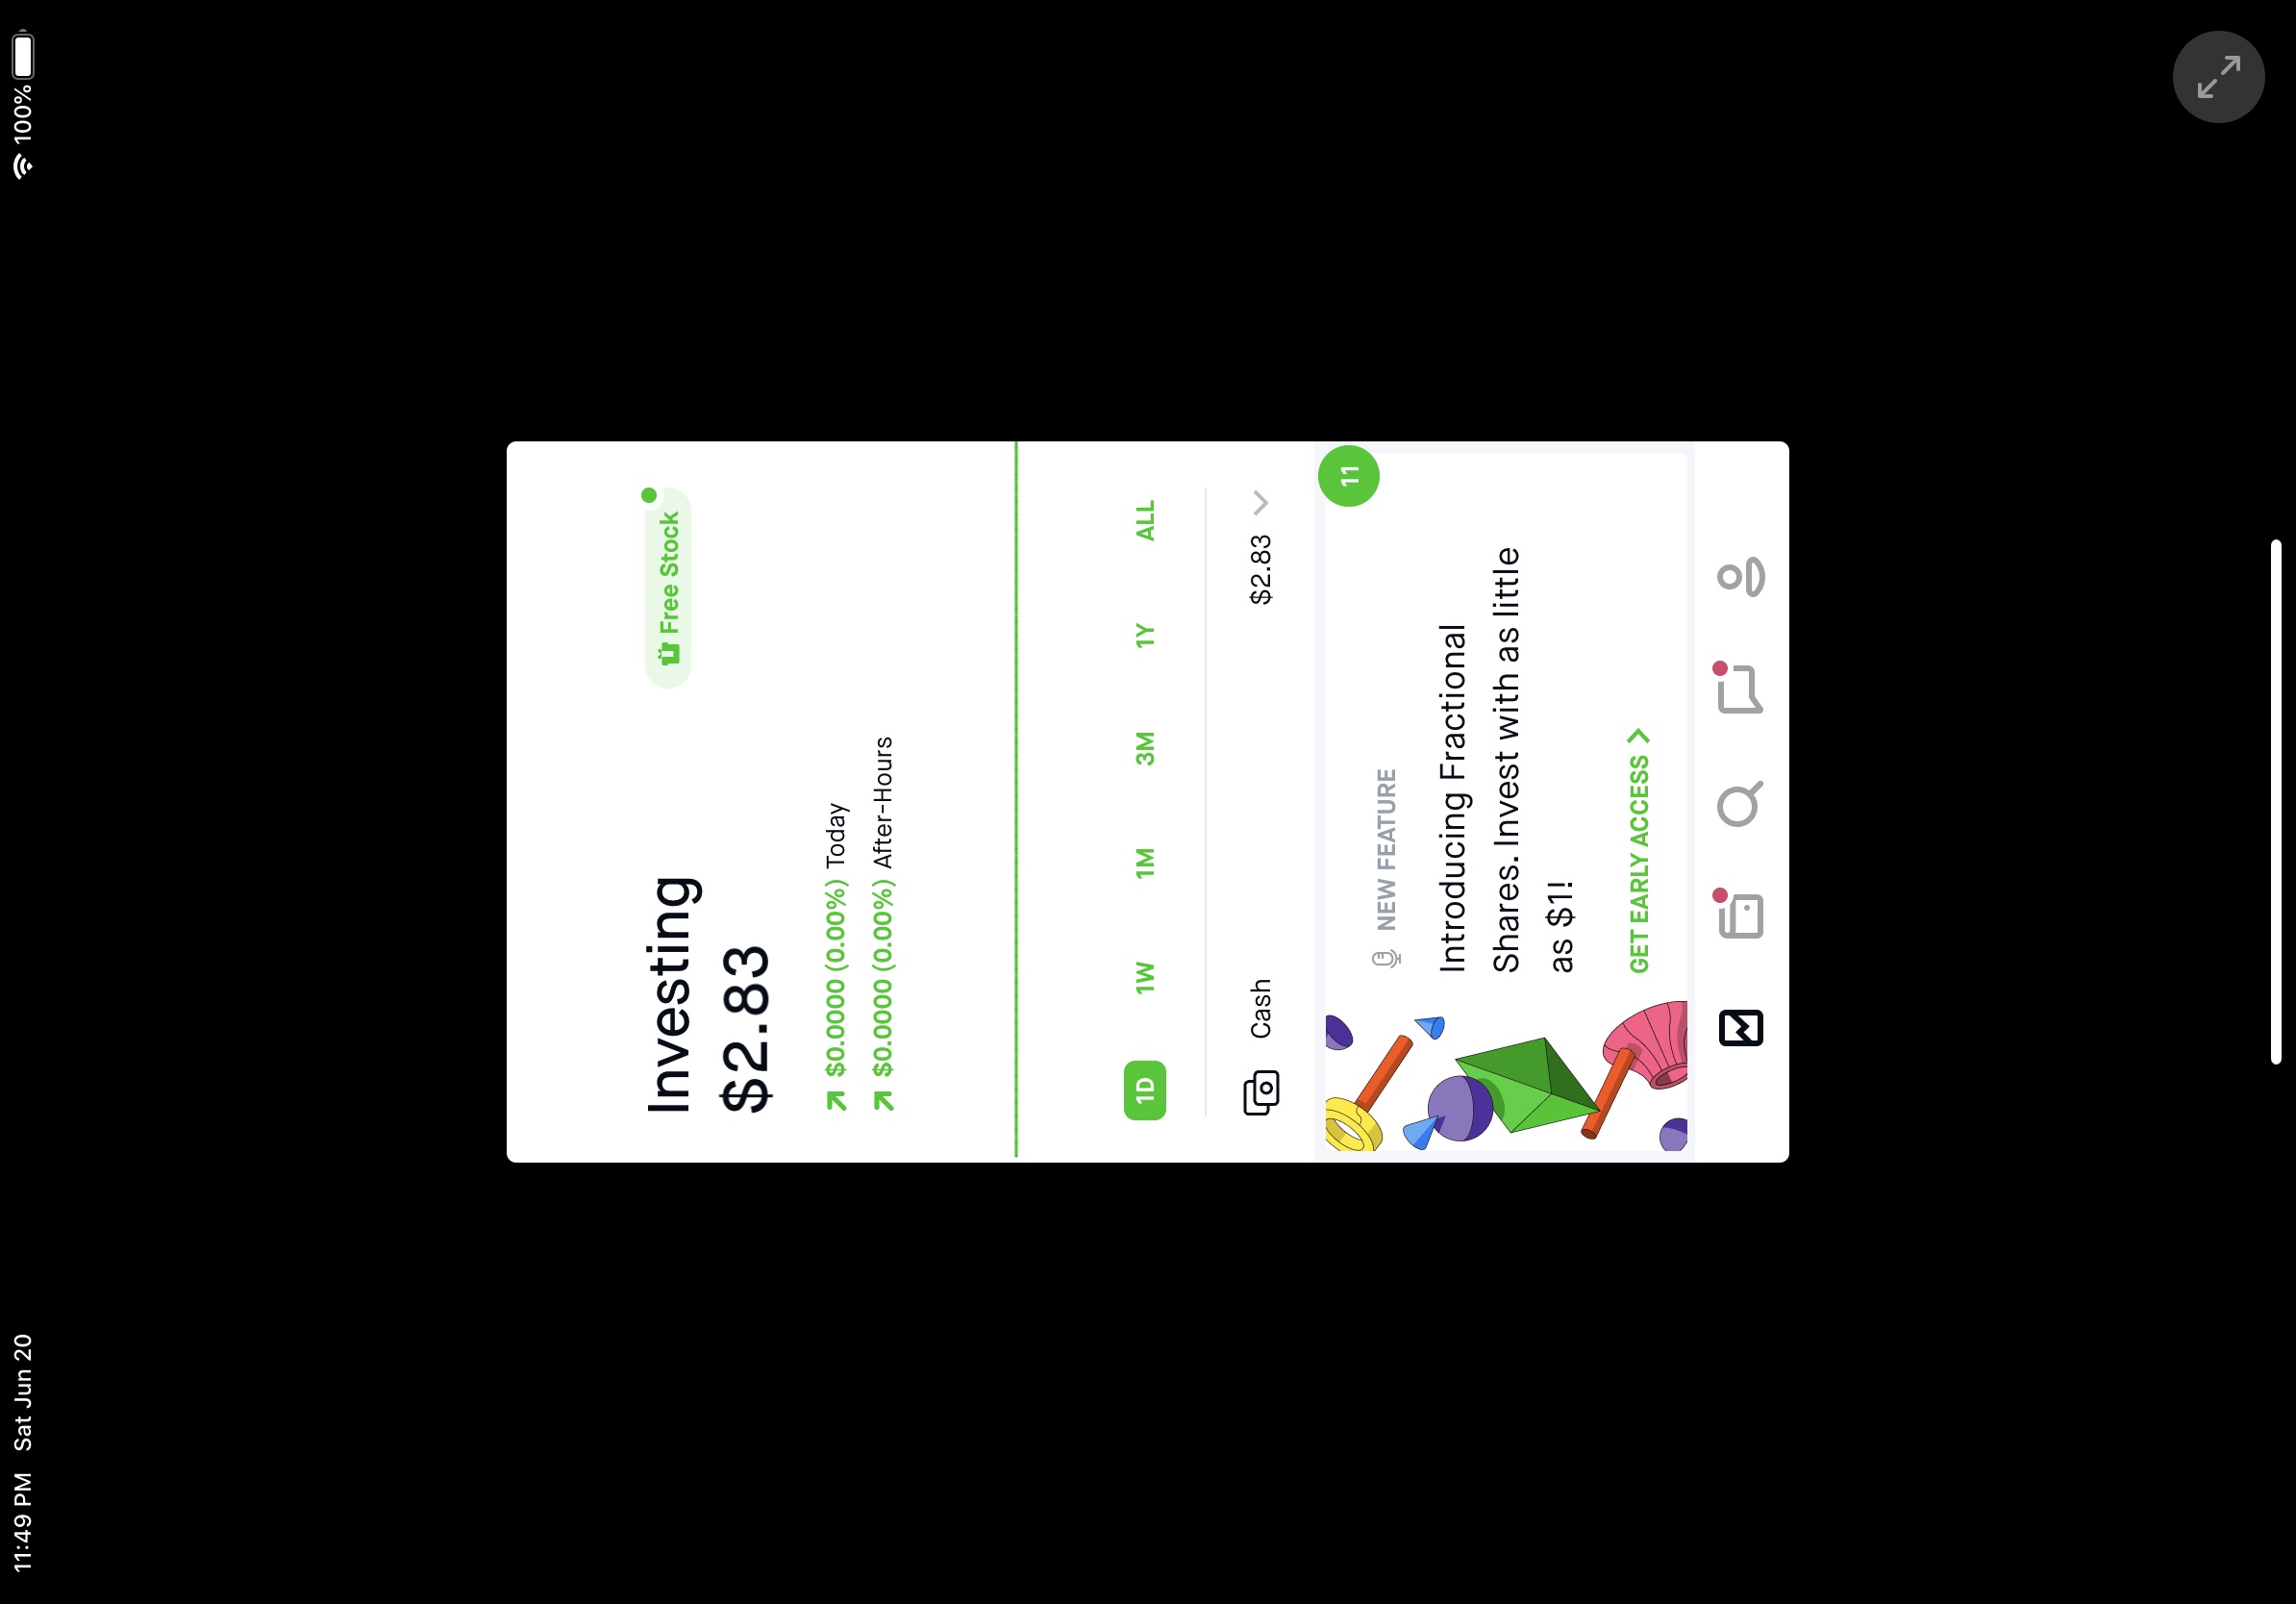 11:49 PM Sat Jun 20
100%
Free Stock
Investing
$2.83
$0.0000 (0.00%) Today
$0.0000 (0.00%) After-Hours
1D 1W 1M 3M 1Y ALL
Cash $2.83
11
NEW FEATURE
Introducing Fractional
Shares. Invest with as little
as $1!
GET EARLY ACCESS